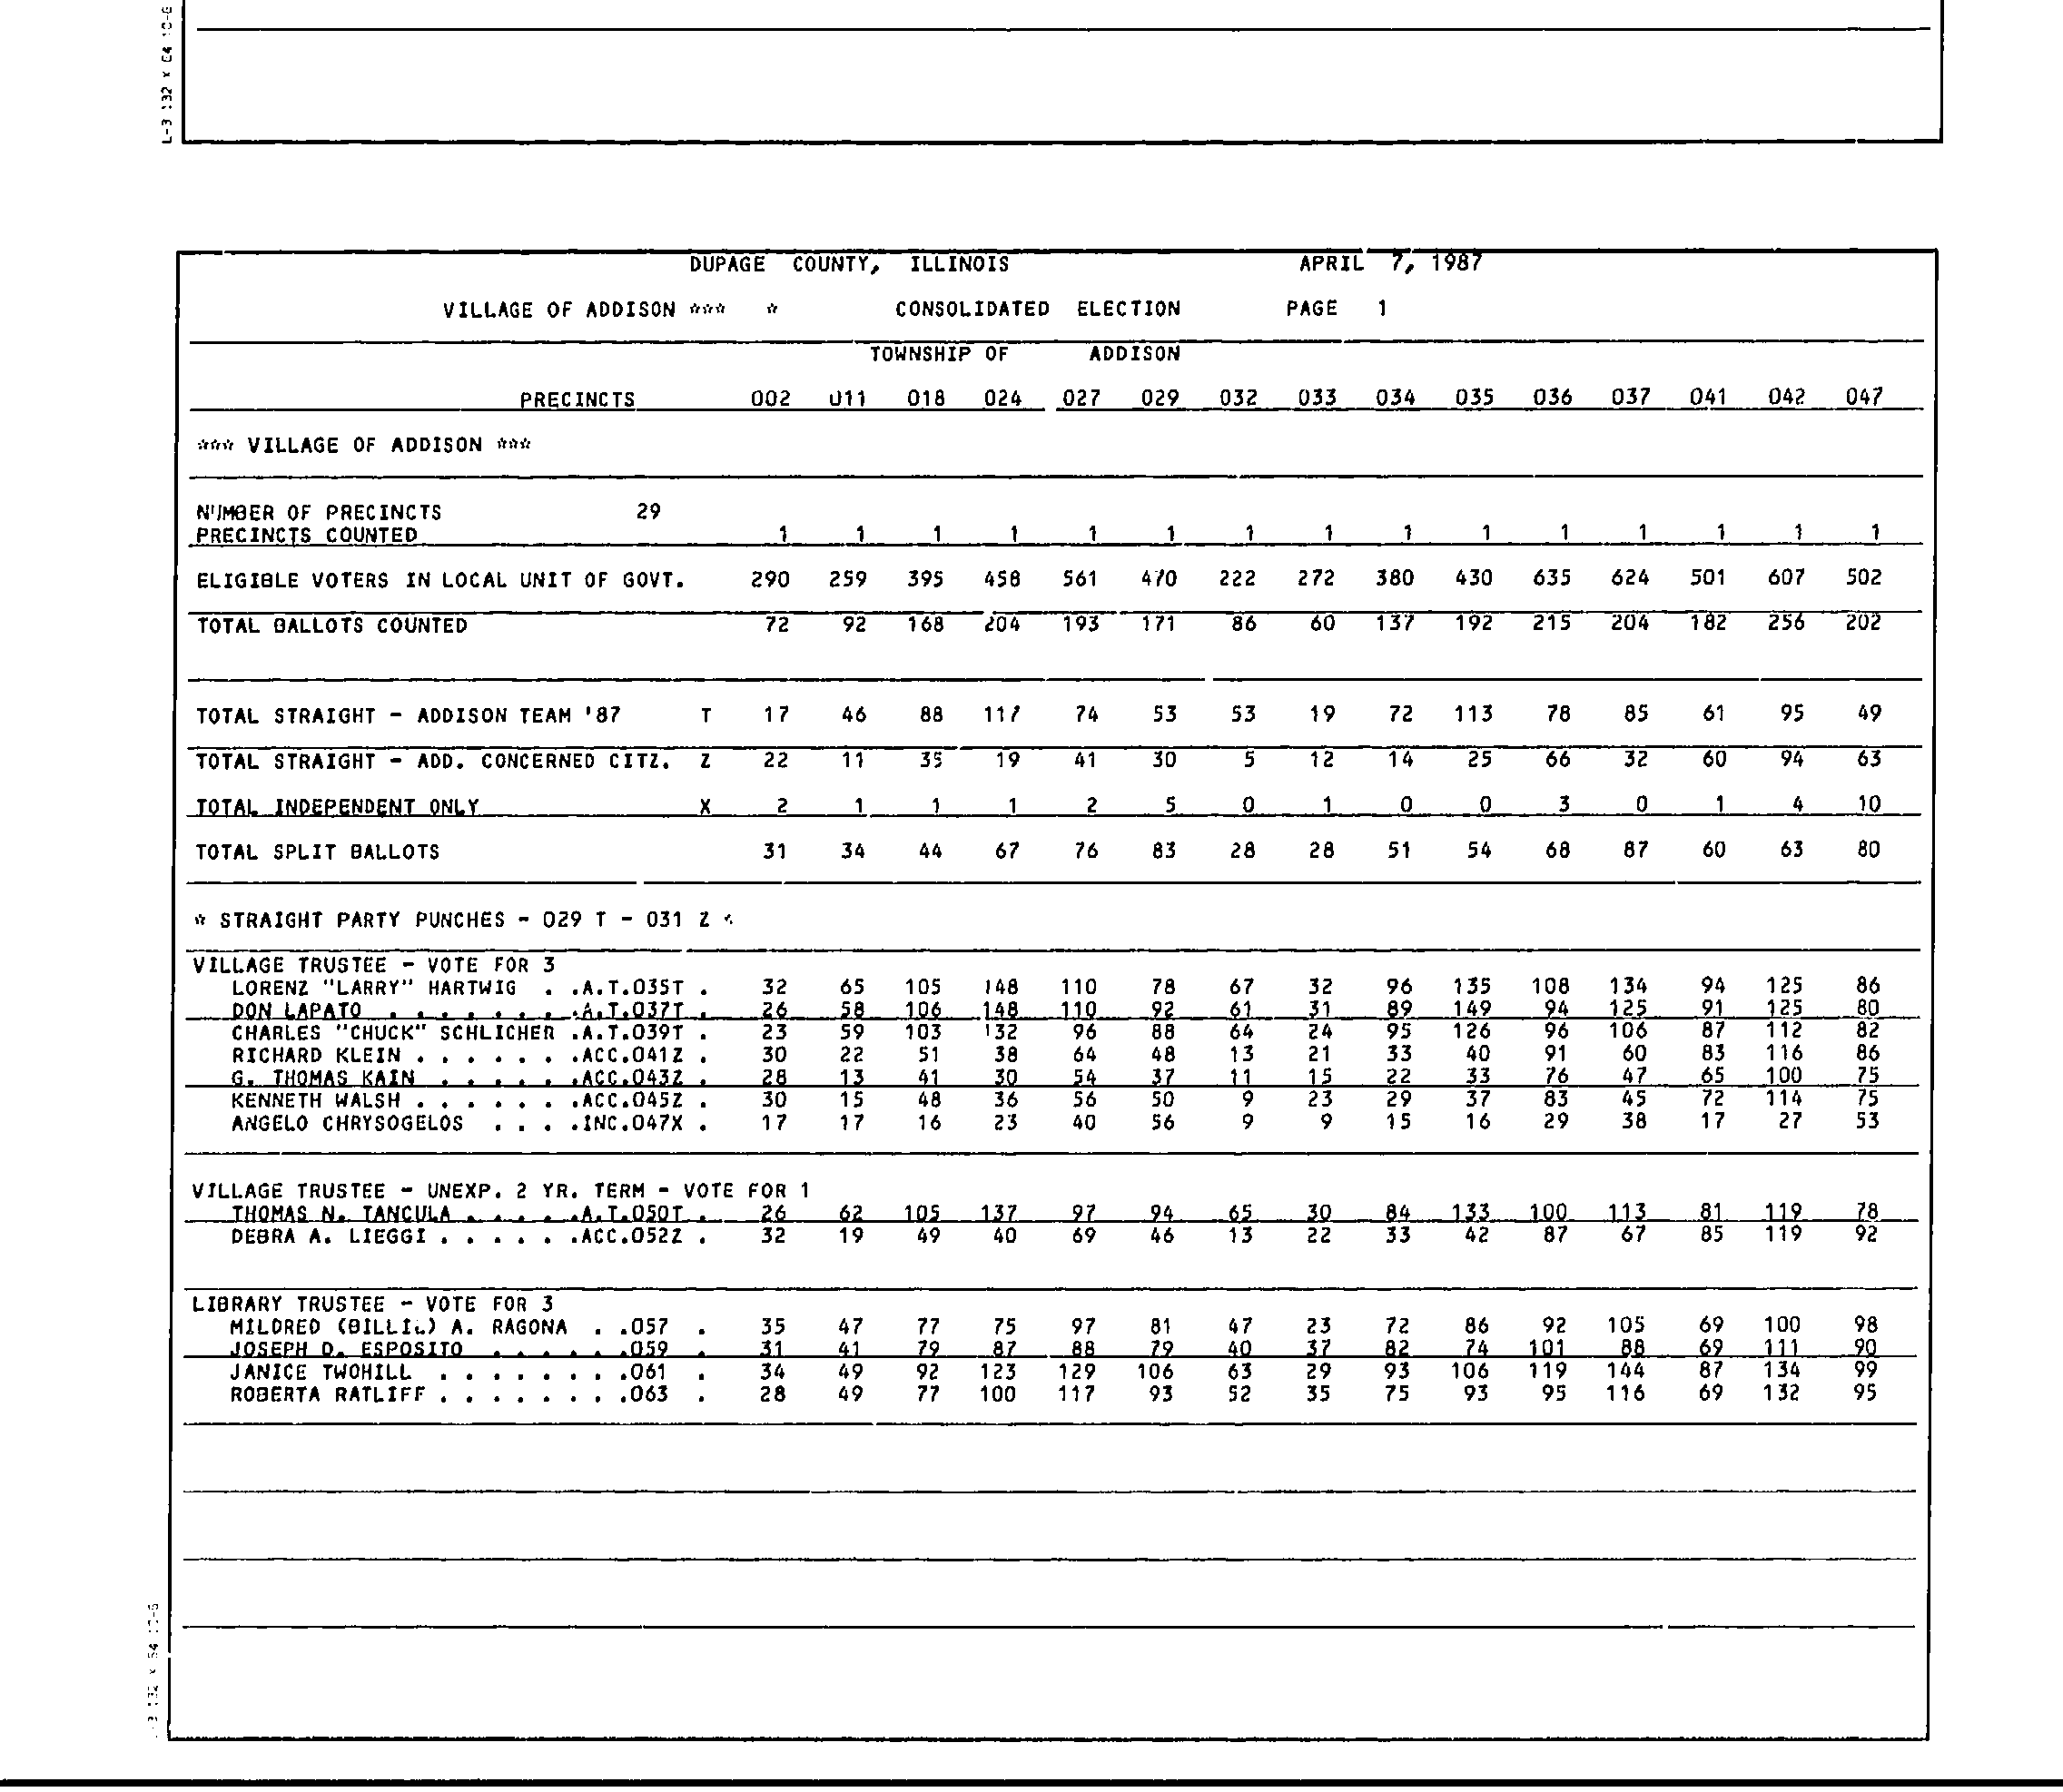 L-3 132 x 64 10-6
DUPAGE COUNTY, ILLINOIS APRIL 7, 1987
VILLAGE OF ADDISON *** * CONSOLIDATED ELECTION PAGE 1
TOWNSHIP OF ADDISON
PRECINCTS 002 011 018 024 027 029 032 033 034 035 036 037 041 042 047
*** VILLAGE OF ADDISON ***
NUMBER OF PRECINCTS 29
PRECINCTS COUNTED 1 1 1 1 1 1 1 1 1 1 1 1 1 1 1
ELIGIBLE VOTERS IN LOCAL UNIT OF GOVT. 290 259 395 458 561 470 222 272 380 430 635 624 501 607 502
TOTAL BALLOTS COUNTED 72 92 168 204 193 171 86 60 137 192 215 204 182 256 202
TOTAL STRAIGHT - ADDISON TEAM '87 T 17 46 88 117 74 53 53 19 72 113 78 85 61 95 49
TOTAL STRAIGHT - ADD. CONCERNED CITZ. Z 22 11 35 19 41 30 5 12 14 25 66 32 60 94 63
TOTAL INDEPENDENT ONLY X 2 1 1 1 2 5 0 1 0 0 3 0 1 4 10
TOTAL SPLIT BALLOTS 31 34 44 67 76 83 28 28 51 54 68 87 60 63 80
* STRAIGHT PARTY PUNCHES - 029 T - 031 Z *
VILLAGE TRUSTEE - VOTE FOR 3
LORENZ "LARRY" HARTWIG . .A.T.035T . 32 65 105 148 110 78 67 32 96 135 108 134 94 125 86
DON LAPATO . . . . . . . .A.T.037T . 26 58 106 148 110 92 61 31 89 149 94 125 91 125 80
CHARLES "CHUCK" SCHLICHER .A.T.039T . 23 59 103 132 96 88 64 24 95 126 96 106 87 112 82
RICHARD KLEIN . . . . . . .ACC.041Z . 30 22 51 38 64 48 13 21 33 40 91 60 83 116 86
G. THOMAS KAIN . . . . . .ACC.043Z . 28 13 41 30 54 37 11 15 22 33 76 47 65 100 75
KENNETH WALSH . . . . . . .ACC.045Z . 30 15 48 36 56 50 9 23 29 37 83 45 72 114 75
ANGELO CHRYSOGELOS . . . .INC.047X . 17 17 16 23 40 56 9 9 15 16 29 38 17 27 53
VILLAGE TRUSTEE - UNEXP. 2 YR. TERM - VOTE FOR 1
THOMAS N. TANCULA . . . . .A.T.050T . 26 62 105 137 97 94 65 30 84 133 100 113 81 119 78
DEBRA A. LIEGGI . . . . . .ACC.052Z . 32 19 49 40 69 46 13 22 33 42 87 67 85 119 92
LIBRARY TRUSTEE - VOTE FOR 3
MILDRED (BILLIE) A. RAGONA . .057 . 35 47 77 75 97 81 47 23 72 86 92 105 69 100 98
JOSEPH D. ESPOSITO . . . . . .059 . 31 41 79 87 88 79 40 37 82 74 101 88 69 111 90
JANICE TWOHILL . . . . . . . .061 . 34 49 92 123 129 106 63 29 93 106 119 144 87 134 99
ROBERTA RATLIFF . . . . . . . .063 . 28 49 77 100 117 93 52 35 75 93 95 116 69 132 95